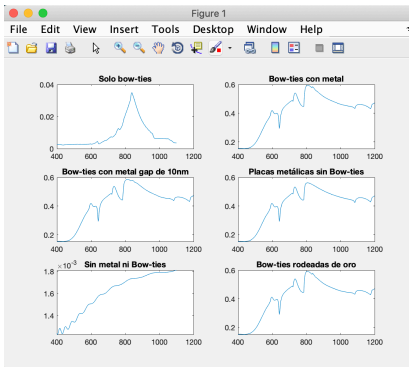 Figure 1
File Edit View Insert Tools Desktop Window Help
Solo bow-ties
0.04
0.02
0
400 600 800 1000 1200
Bow-ties con metal
0.6
0.4
0.2
400 600 800 1000 1200
Bow-ties con metal gap de 10nm
0.6
0.4
0.2
400 600 800 1000 1200
Placas metálicas sin Bow-ties
0.6
0.4
0.2
400 600 800 1000 1200
×10⁻³ Sin metal ni Bow-ties
1.8
1.6
1.4
400 600 800 1000 1200
Bow-ties rodeadas de oro
0.6
0.4
0.2
400 600 800 1000 1200